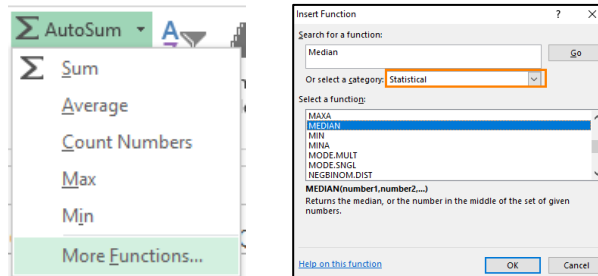 ∑ AutoSum
∑ Sum
Average
Count Numbers
Max
Min
More Functions...
Insert Function ? ×
Search for a function:
Median
Go
Or select a category: Statistical
Select a function:
MAXA
MEDIAN
MIN
MINA
MODE.MULT
MODE.SNGL
NEGBINOM.DIST
MEDIAN(number1,number2,...)
Returns the median, or the number in the middle of the set of given
numbers.
Help on this function
OK
Cancel